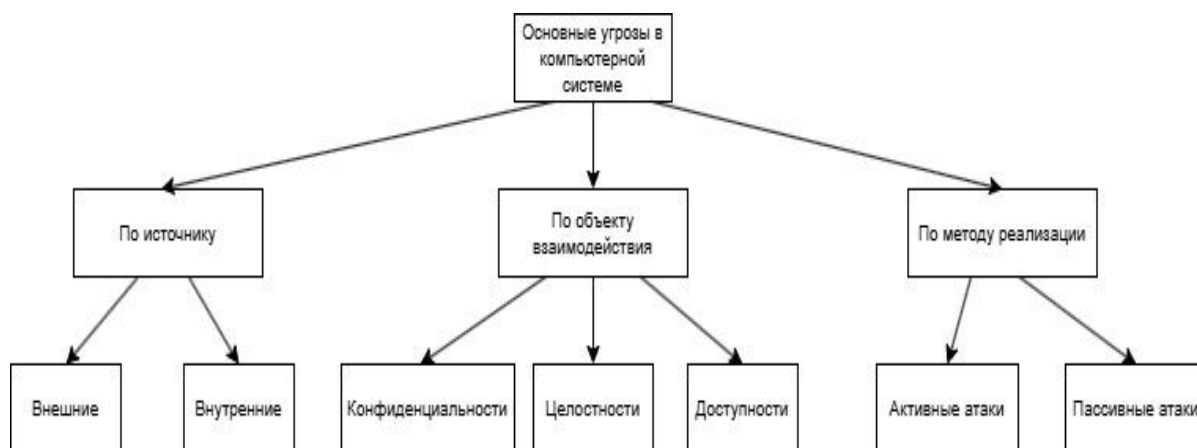 Основные угрозы в
компьютерной
системе
По источнику
По объекту
взаимодействия
По методу реализации
Внешние
Внутренние
Конфиденциальности
Целостности
Доступности
Активные атаки
Пассивные атаки